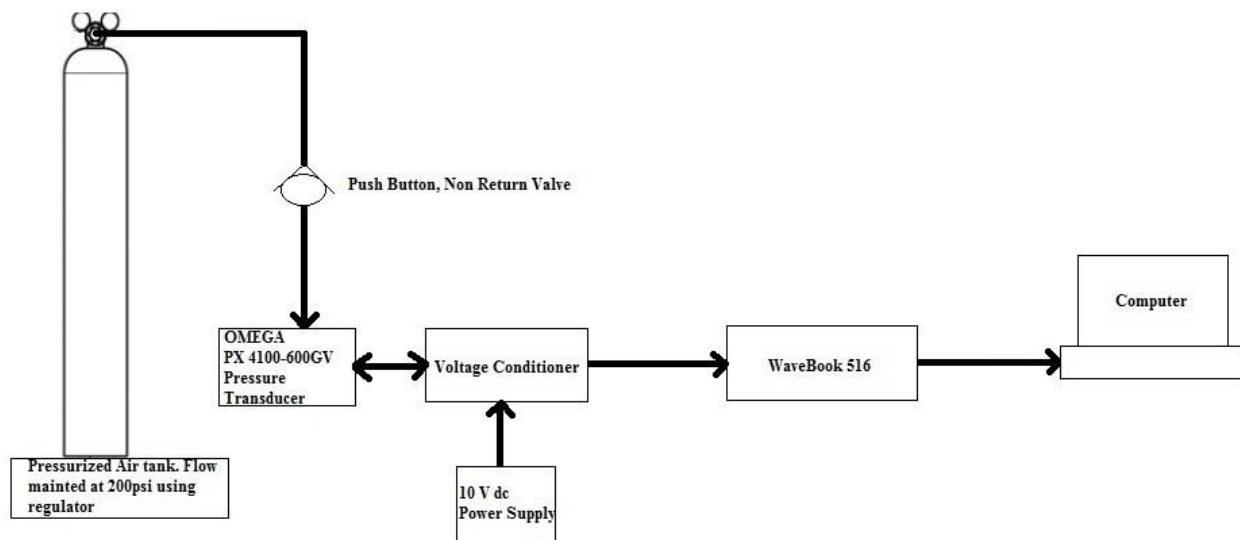 Push Button, Non Return Valve
OMEGA
PX 4100-600GV
Pressure
Transducer
Voltage Conditioner
WaveBook 516
Computer
Pressurized Air tank. Flow
mainted at 200psi using
regulator
10 V dc
Power Supply